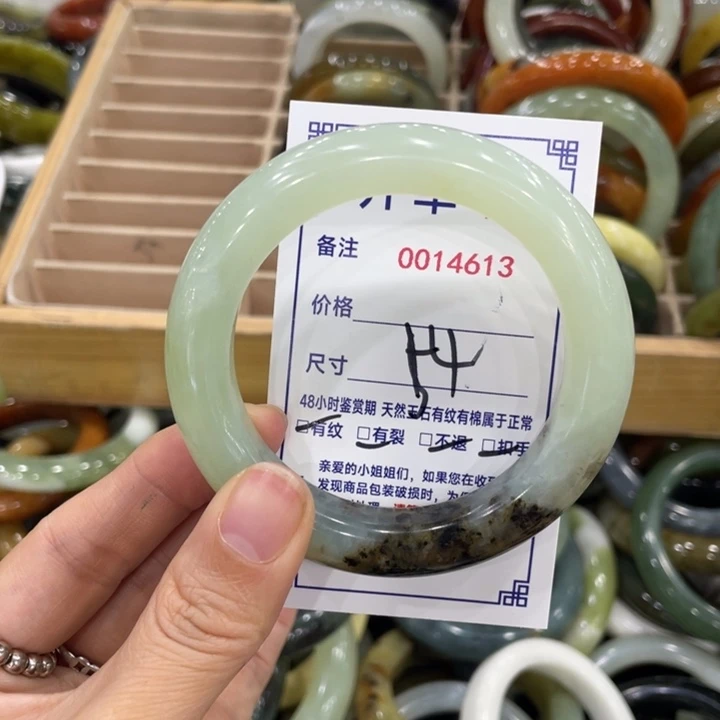 备注 0014613
价格
尺寸 54
48小时鉴赏期 天然玉石有纹有棉属于正常
□有纹 □有裂 □不退 □扣手
亲爱的小姐姐们，如果您在收
发现商品包装破损时，为
处理